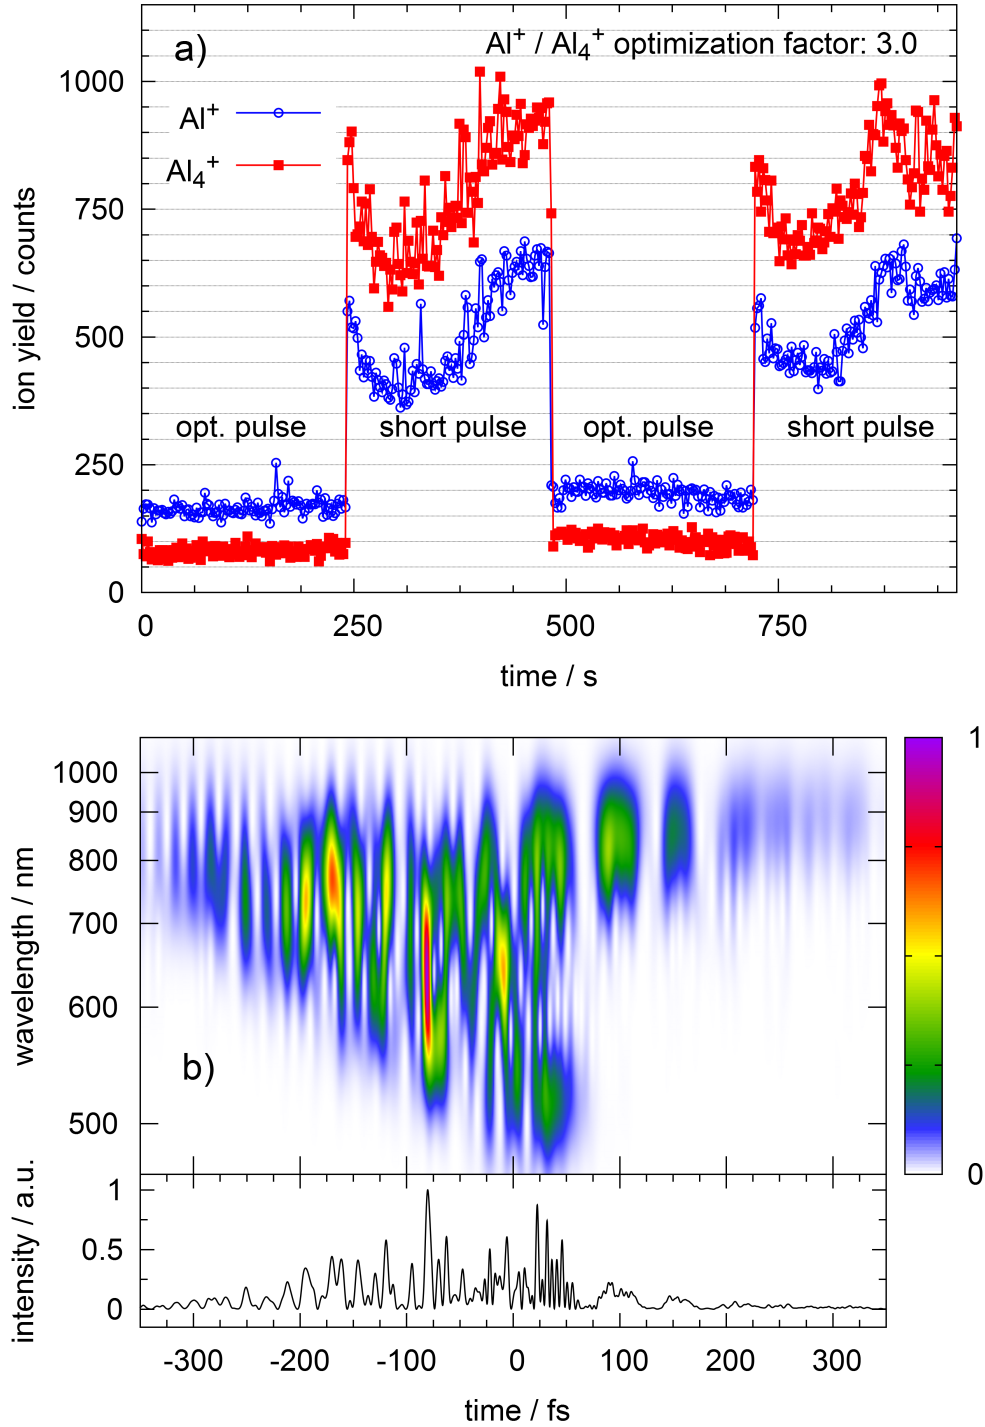 a)
Al⁺ / Al₄⁺ optimization factor: 3.0
Al⁺
Al₄⁺
ion yield / counts
1000
750
500
250
0
opt. pulse short pulse opt. pulse short pulse
0 250 500 750
time / s
wavelength / nm
1000
900
800
700
600
500
b)
1
0
intensity / a.u.
1
0.5
0
-300 -200 -100 0 100 200 300
time / fs